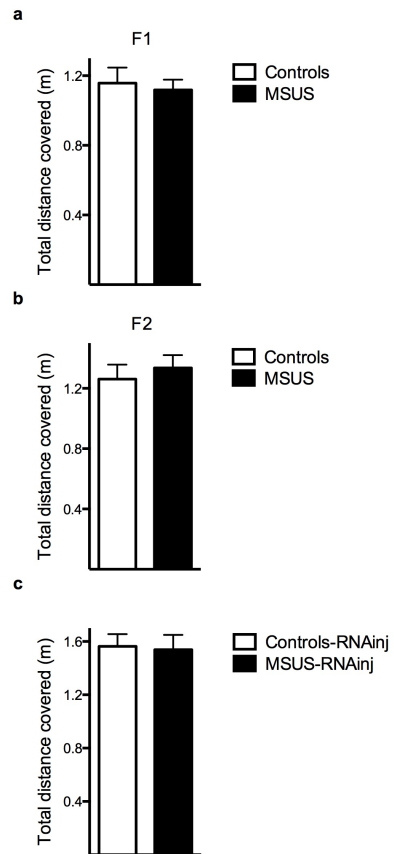 a
F1
Total distance covered (m)
1.2
0.8
0.4
Controls
MSUS
b
F2
Total distance covered (m)
1.2
0.8
0.4
Controls
MSUS
c
Total distance covered (m)
1.6
1.2
0.8
0.4
Controls-RNAinj
MSUS-RNAinj